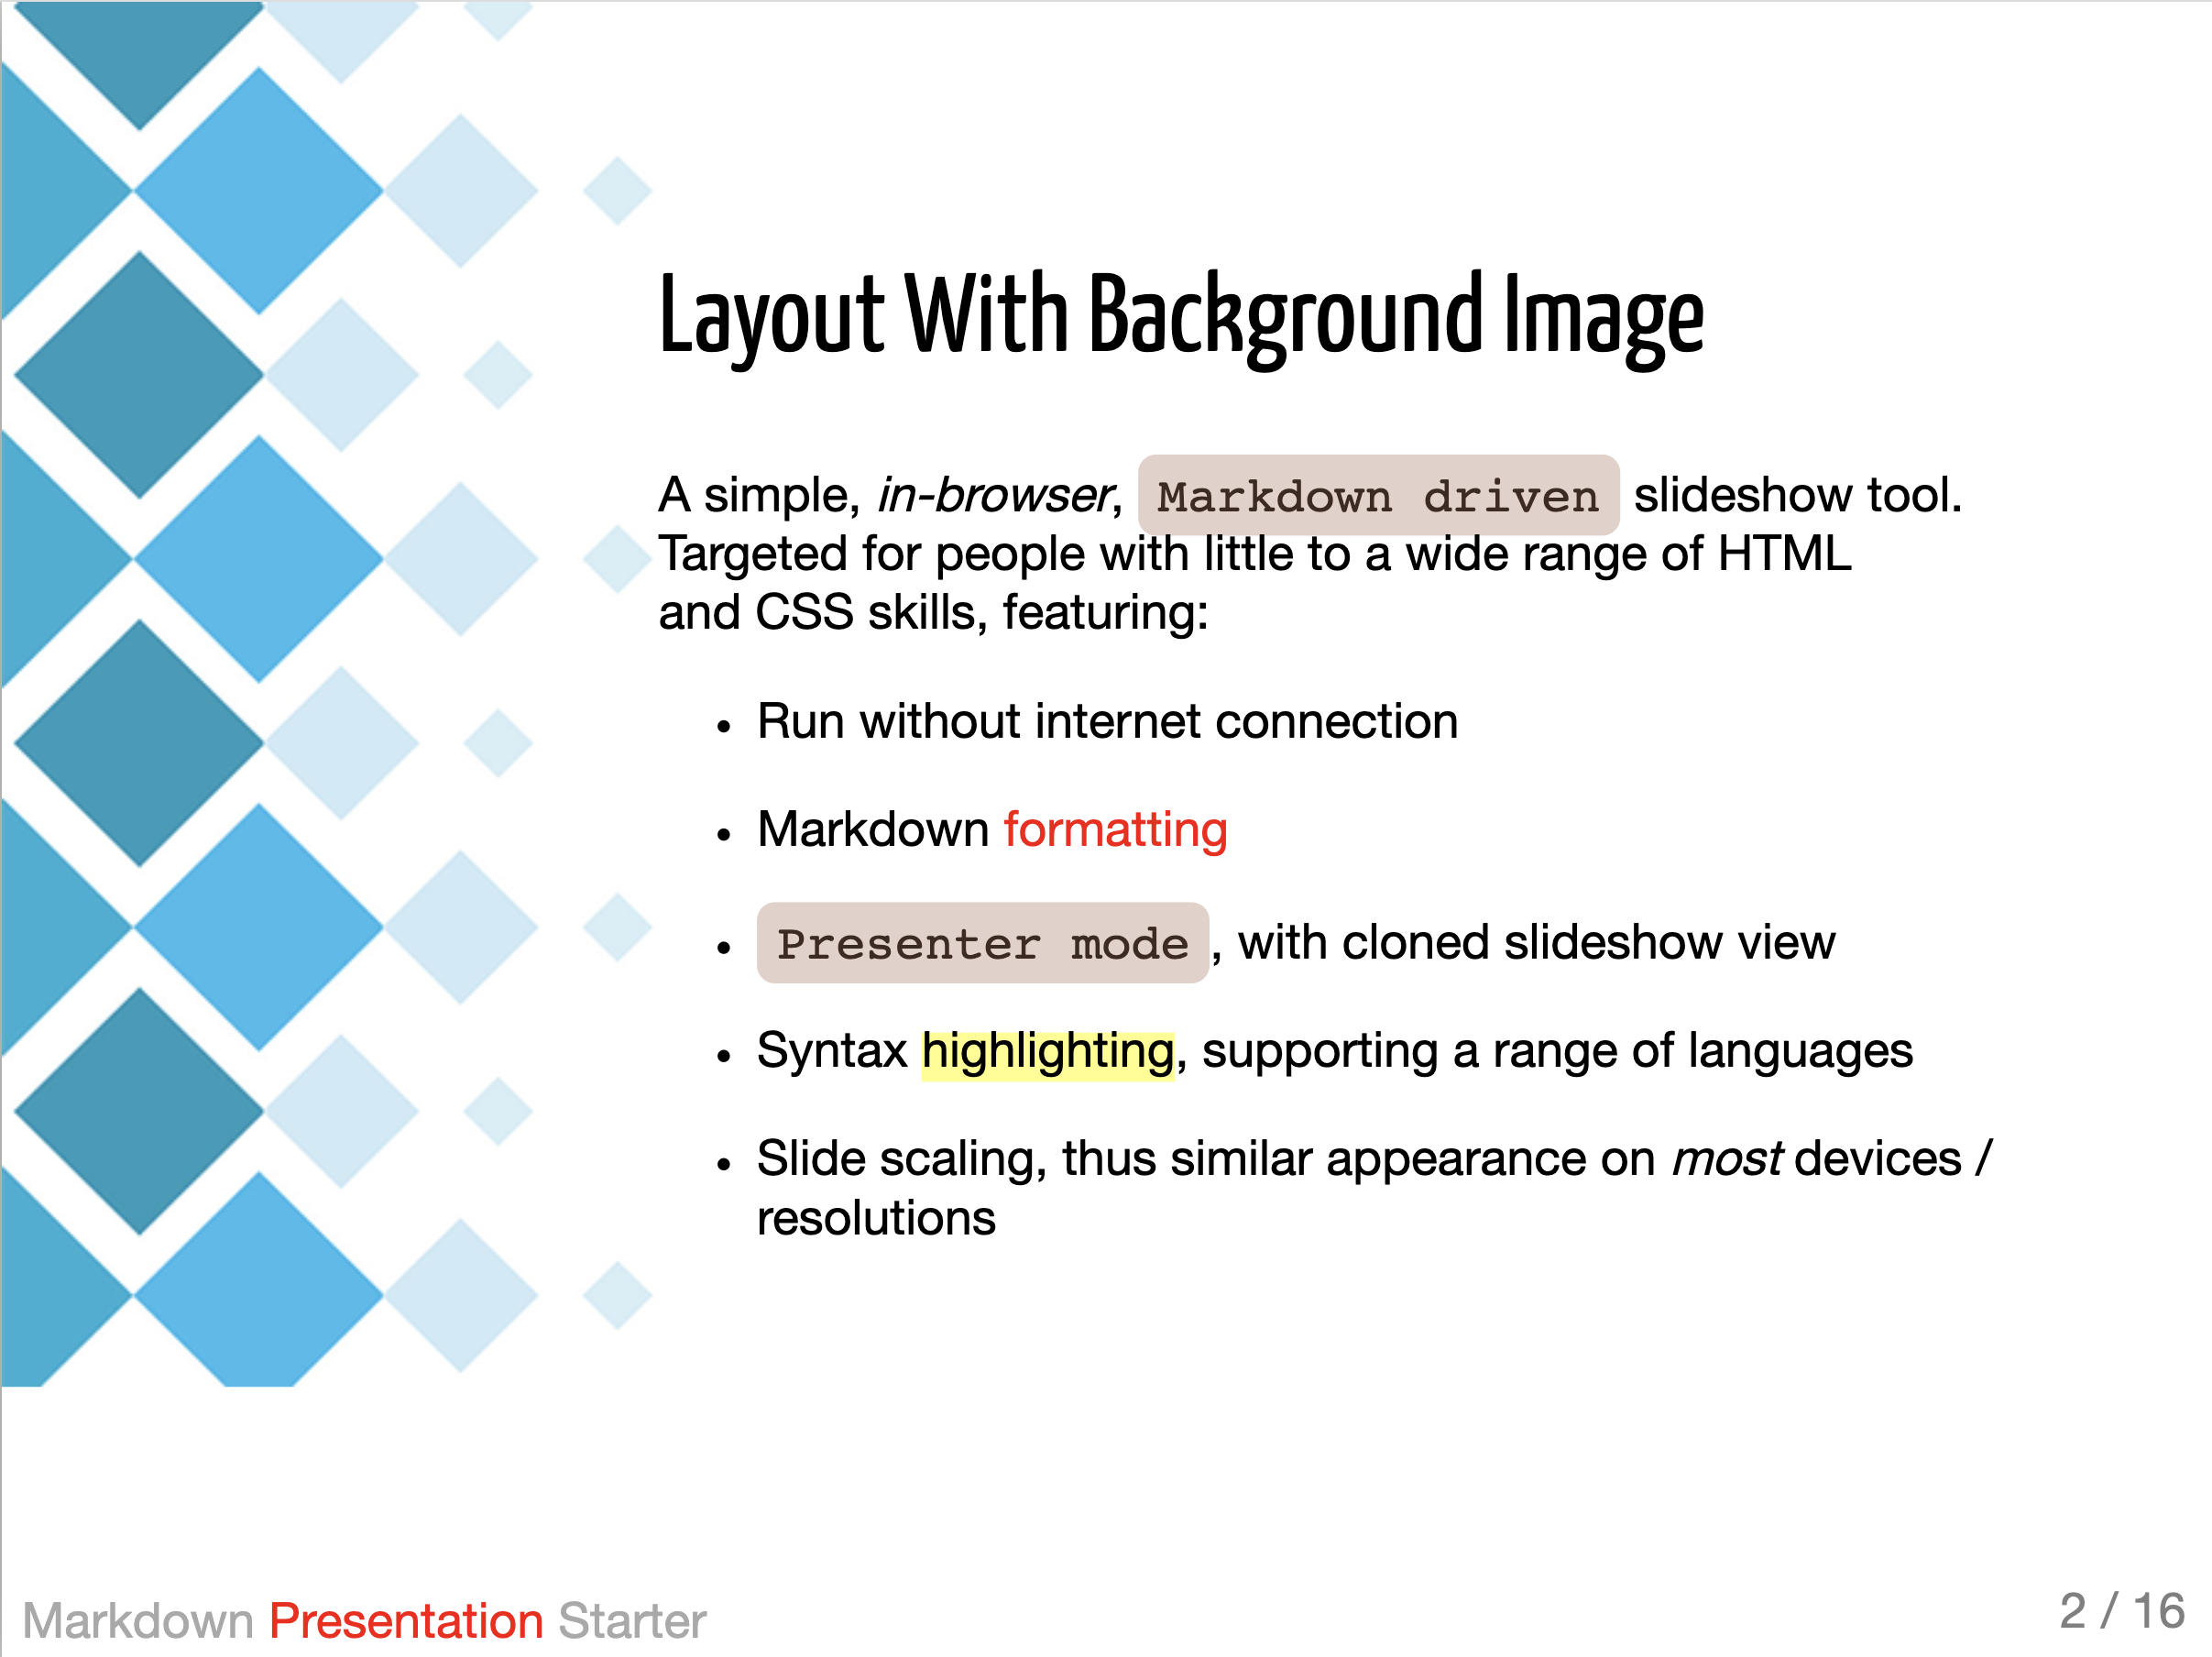 Layout With Background Image
A simple, in-browser, Markdown driven slideshow tool.
Targeted for people with little to a wide range of HTML
and CSS skills, featuring:
• Run without internet connection
• Markdown formatting
• Presenter mode, with cloned slideshow view
• Syntax highlighting, supporting a range of languages
• Slide scaling, thus similar appearance on most devices /
resolutions
Markdown Presentation Starter
2 / 16